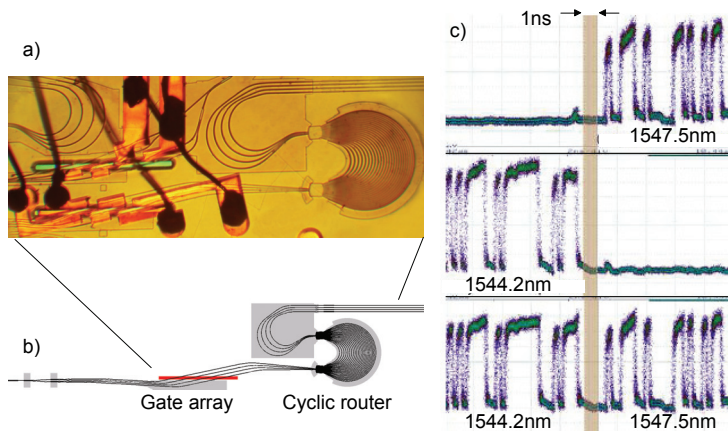 a)
b)
Gate array
Cyclic router
c)
1ns
1547.5nm
1544.2nm
1544.2nm 1547.5nm